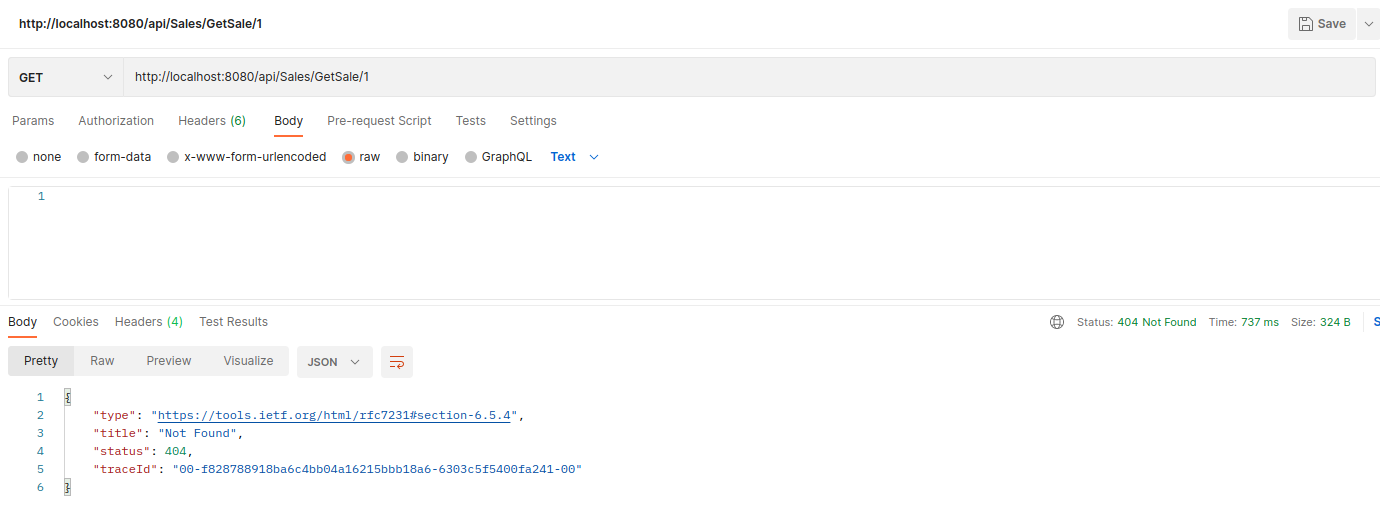 http://localhost:8080/api/Sales/GetSale/1
Save
GET http://localhost:8080/api/Sales/GetSale/1
Params Authorization Headers (6) Body Pre-request Script Tests Settings
none form-data x-www-form-urlencoded raw binary GraphQL Text
1
Body Cookies Headers (4) Test Results Status: 404 Not Found Time: 737 ms Size: 324 B S
Pretty Raw Preview Visualize JSON
1 {
2 "type": "https://tools.ietf.org/html/rfc7231#section-6.5.4",
3 "title": "Not Found",
4 "status": 404,
5 "traceId": "00-f828788918ba6c4bb04a16215bbb18a6-6303c5f5400fa241-00"
6 }